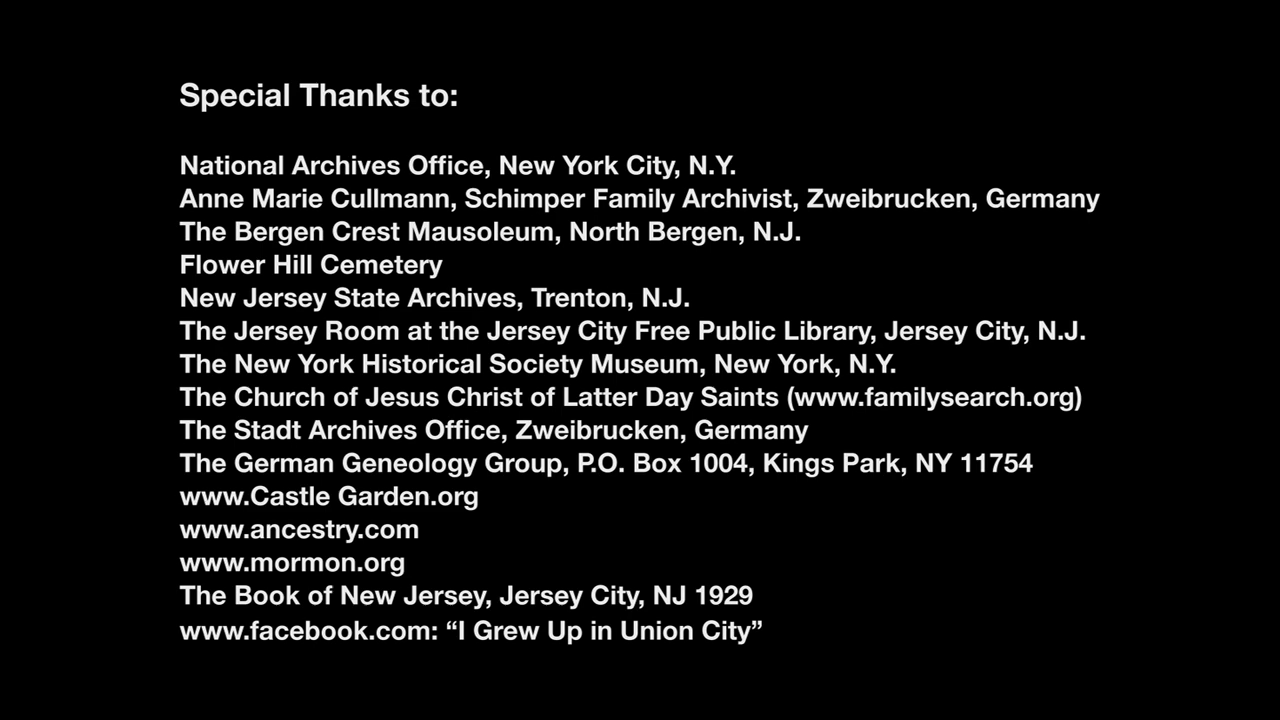 Special Thanks to:
National Archives Office, New York City, N.Y.
Anne Marie Cullmann, Schimper Family Archivist, Zweibrucken, Germany
The Bergen Crest Mausoleum, North Bergen, N.J.
Flower Hill Cemetery
New Jersey State Archives, Trenton, N.J.
The Jersey Room at the Jersey City Free Public Library, Jersey City, N.J.
The New York Historical Society Museum, New York, N.Y.
The Church of Jesus Christ of Latter Day Saints (www.familysearch.org)
The Stadt Archives Office, Zweibrucken, Germany
The German Geneology Group, P.O. Box 1004, Kings Park, NY 11754
www.Castle Garden.org
www.ancestry.com
www.mormon.org
The Book of New Jersey, Jersey City, NJ 1929
www.facebook.com: “I Grew Up in Union City”